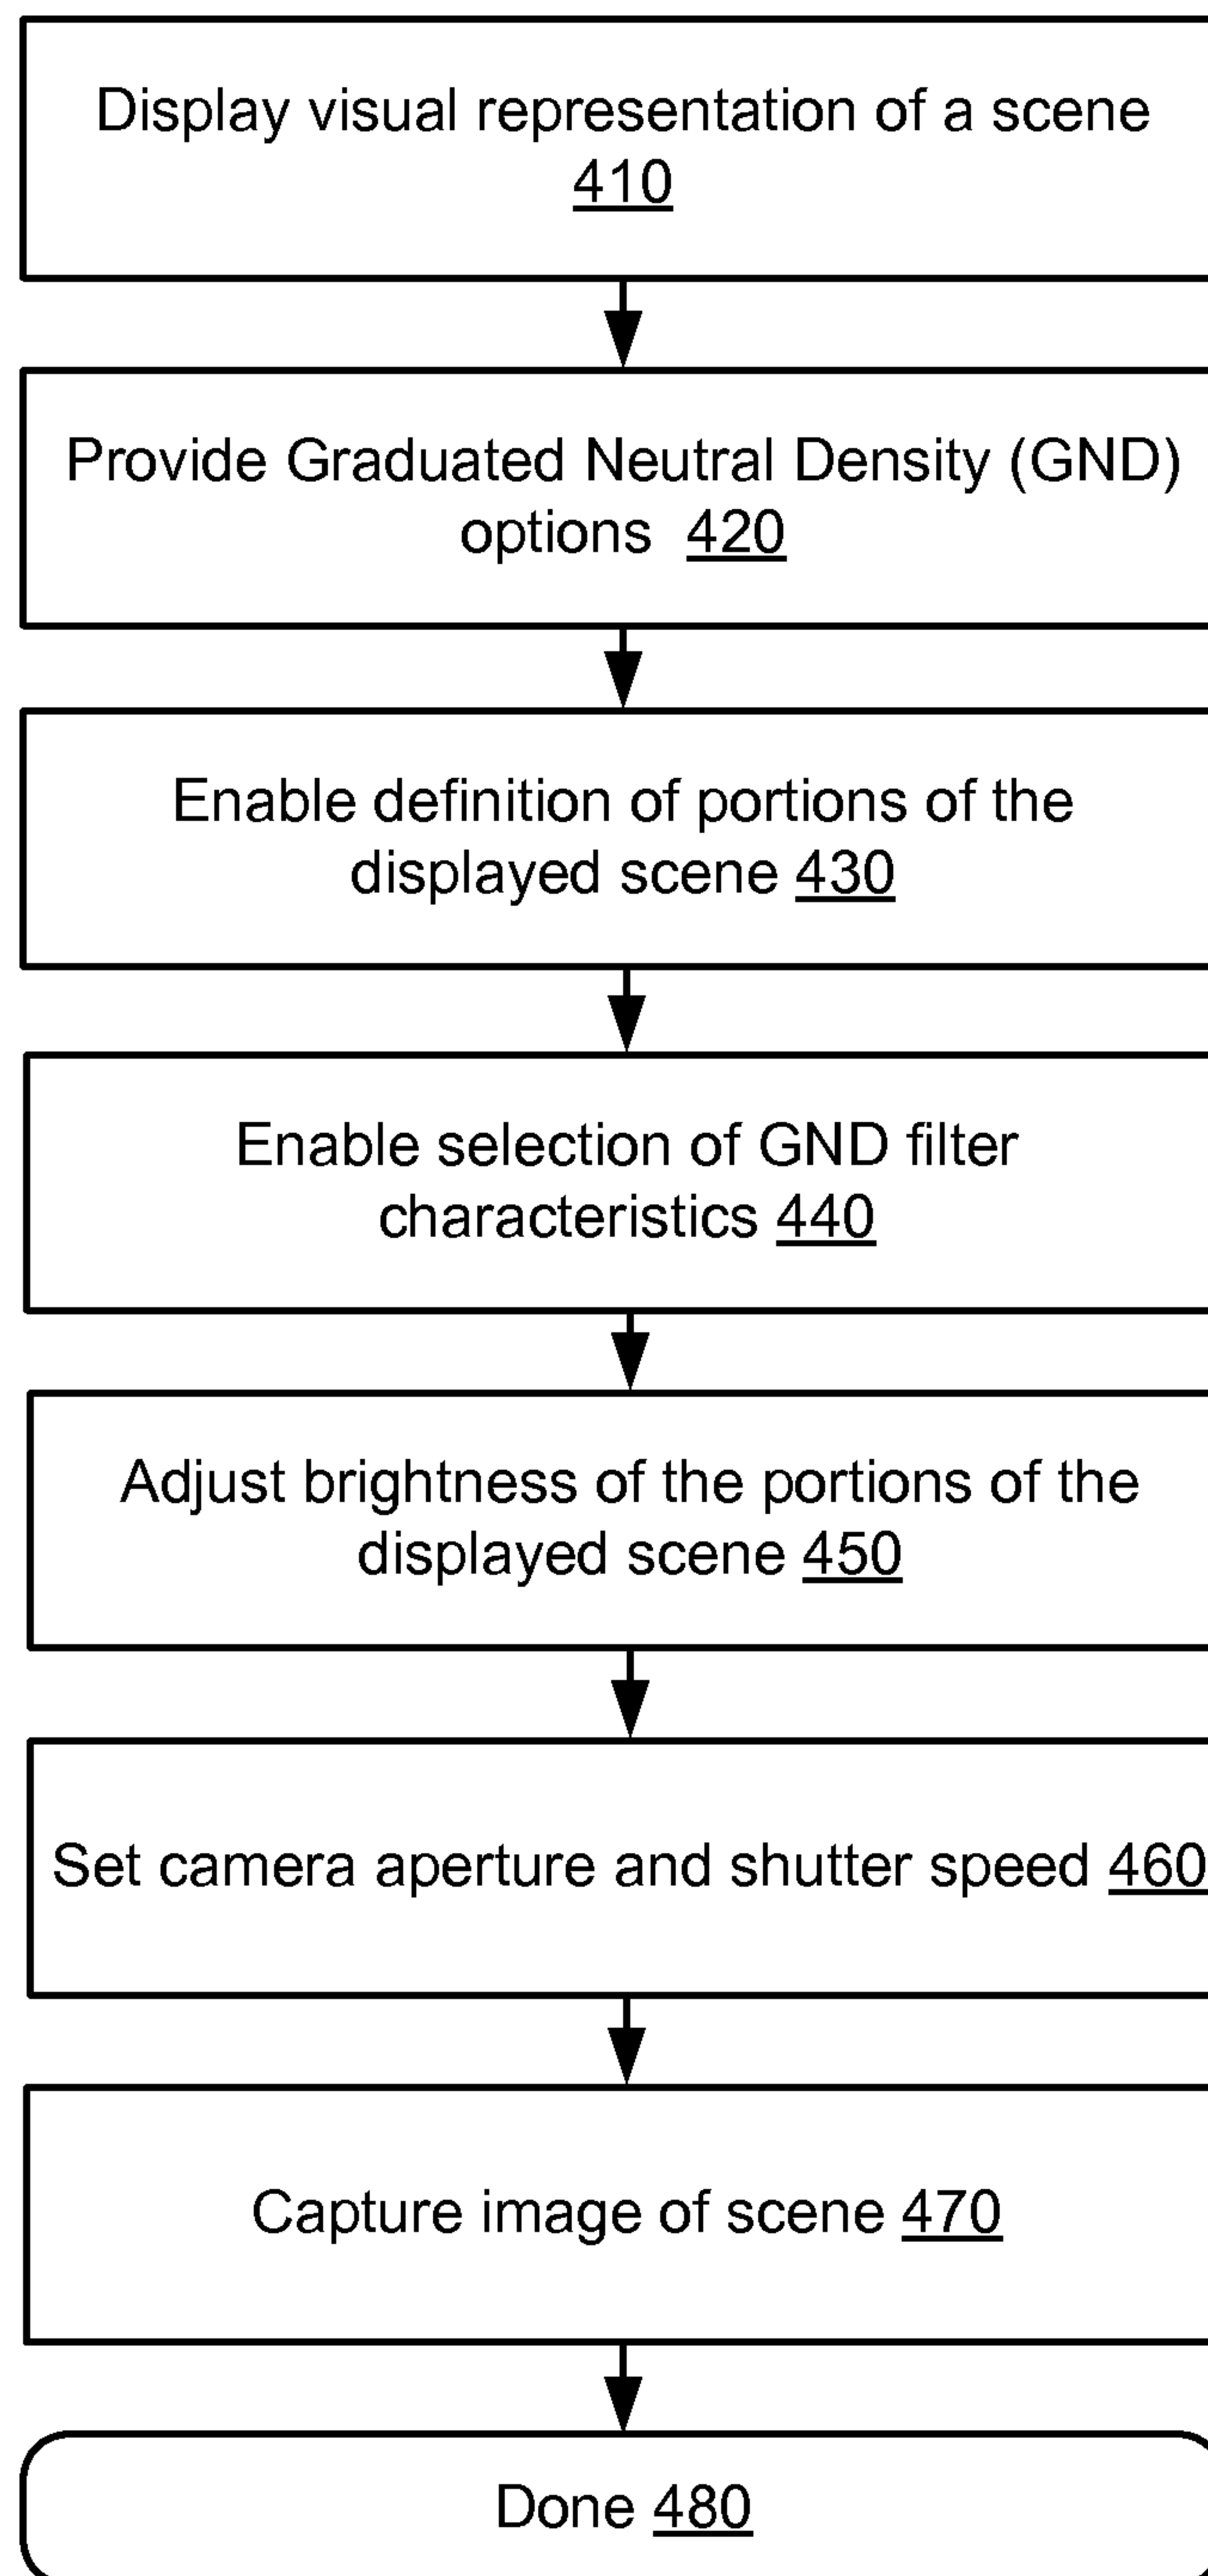 Display visual representation of a scene
410
Provide Graduated Neutral Density (GND)
options 420
Enable definition of portions of the
displayed scene 430
Enable selection of GND filter
characteristics 440
Adjust brightness of the portions of the
displayed scene 450
Set camera aperture and shutter speed 460
Capture image of scene 470
Done 480